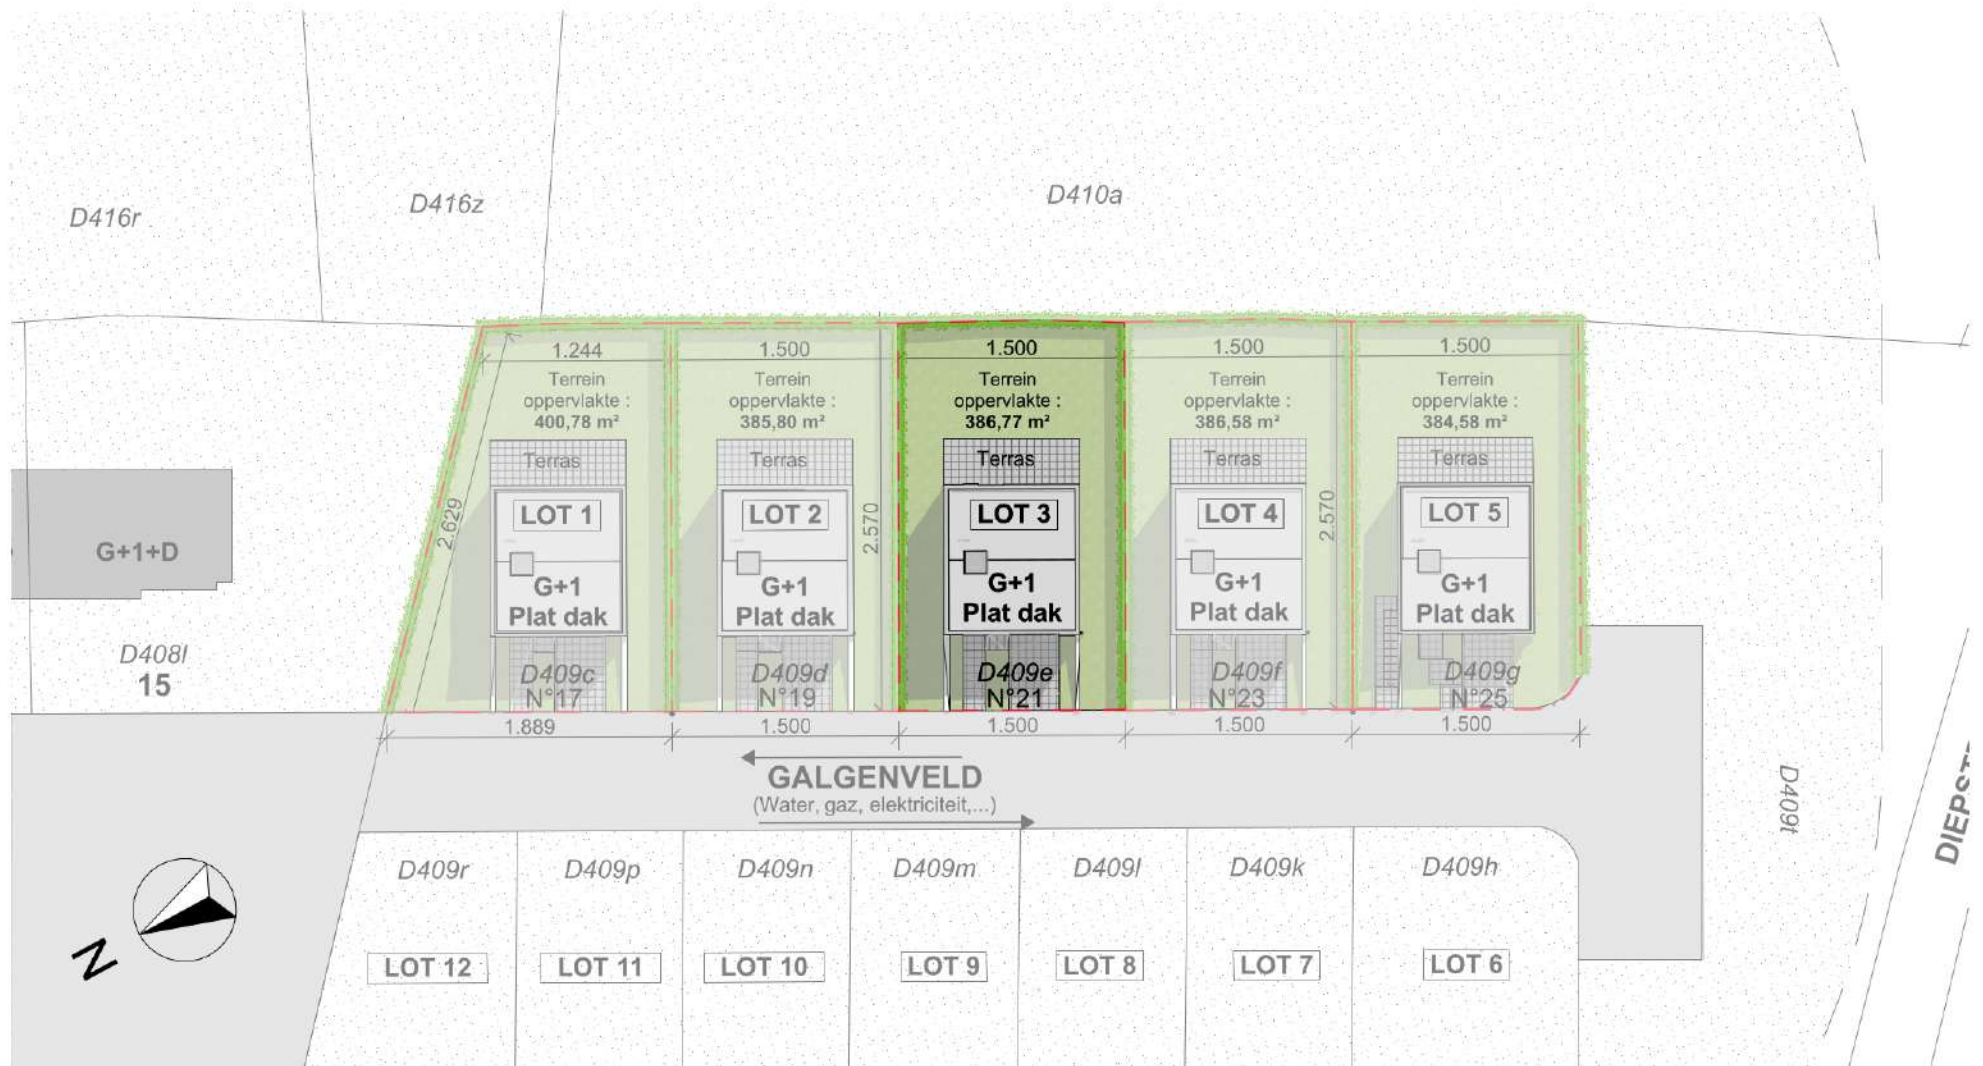 D416r
D416z
D410a
1.244
1.500
1.500
1.500
1.500
Terrein
oppervlakte :
400,78 m²
Terrein
oppervlakte :
385,80 m²
Terrein
oppervlakte :
386,77 m²
Terrein
oppervlakte :
386,58 m²
Terrein
oppervlakte :
384,58 m²
Terras
Terras
Terras
Terras
Terras
2.629
2.570
2.570
LOT 1
LOT 2
LOT 3
LOT 4
LOT 5
G+1+D
G+1
Plat dak
G+1
Plat dak
G+1
Plat dak
G+1
Plat dak
G+1
Plat dak
D408l
15
D409c
N°17
D409d
N°19
D409e
N°21
D409f
N°23
D409g
N°25
1.889
1.500
1.500
1.500
1.500
GALGENVELD
(Water, gaz, elektriciteit,...)
D409t
N
D409r
D409p
D409n
D409m
D409l
D409k
D409h
LOT 12
LOT 11
LOT 10
LOT 9
LOT 8
LOT 7
LOT 6